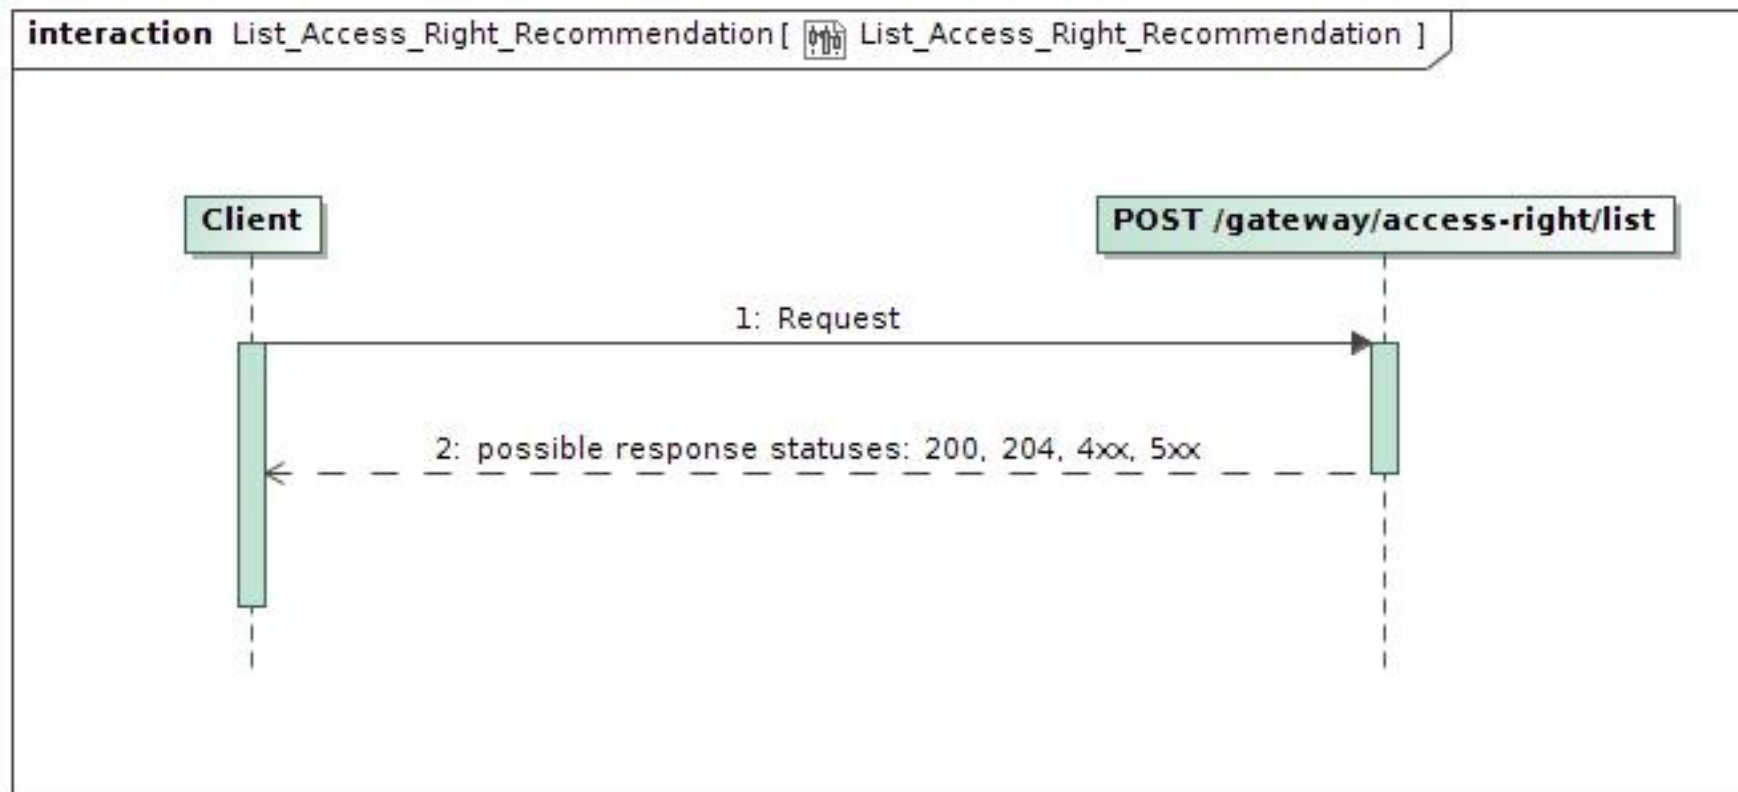 interaction List_Access_Right_Recommendation[ List_Access_Right_Recommendation ]
Client
POST /gateway/access-right/list
1: Request
2: possible response statuses: 200, 204, 4xx, 5xx